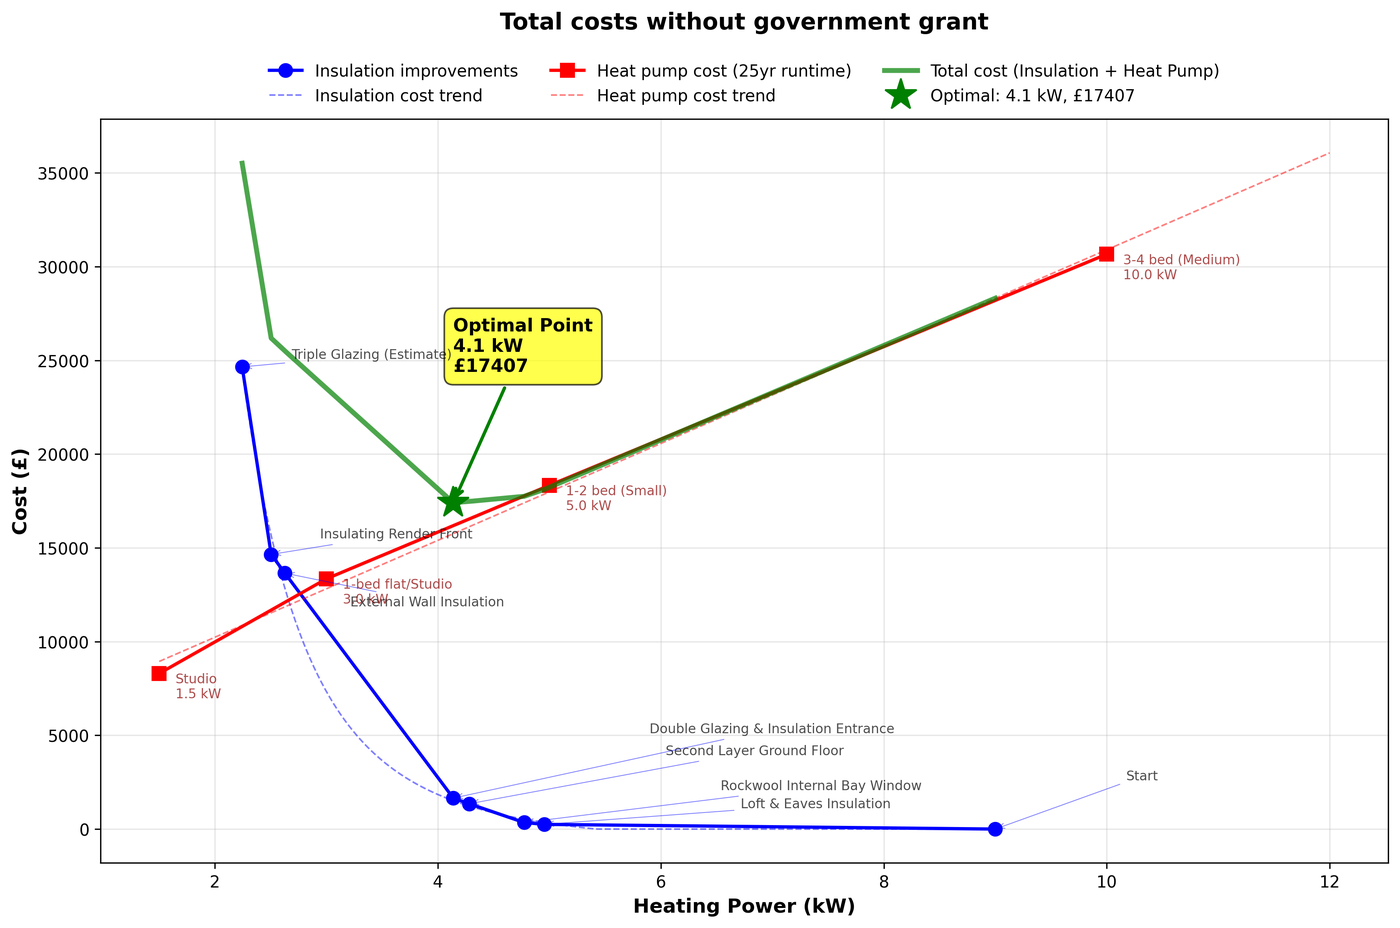 Total costs without government grant
Insulation improvements
Insulation cost trend
Heat pump cost (25yr runtime)
Heat pump cost trend
Total cost (Insulation + Heat Pump)
Optimal: 4.1 kW, £17407
Cost (£)
35000
30000
25000
20000
15000
10000
5000
0
Triple Glazing (Estimate)
Optimal Point
4.1 kW
£17407
3-4 bed (Medium)
10.0 kW
1-2 bed (Small)
5.0 kW
Insulating Render Front
1-bed flat/Studio
3.0 kW
External Wall Insulation
Studio
1.5 kW
Double Glazing & Insulation Entrance
Second Layer Ground Floor
Rockwool Internal Bay Window
Loft & Eaves Insulation
Start
2
4
6
8
10
12
Heating Power (kW)